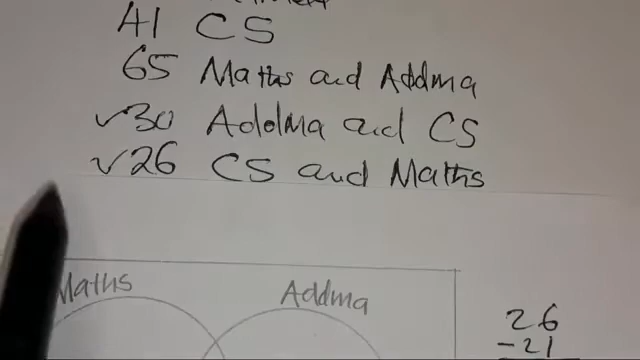 41 CS
65 Maths and Addma
✓30 Addma and CS
✓26 CS and Maths
Maths Addma
26
-21